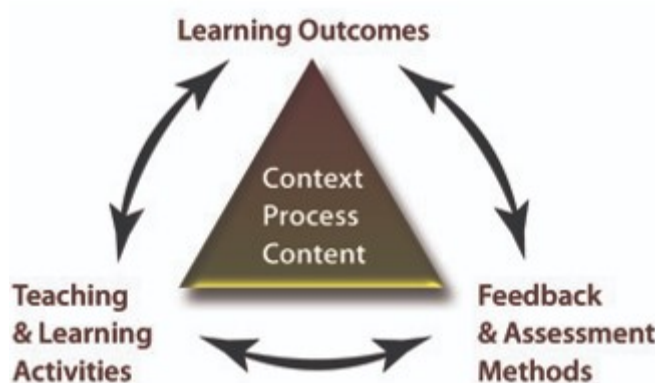 Learning Outcomes
Context
Process
Content
Teaching
& Learning
Activities
Feedback
& Assessment
Methods